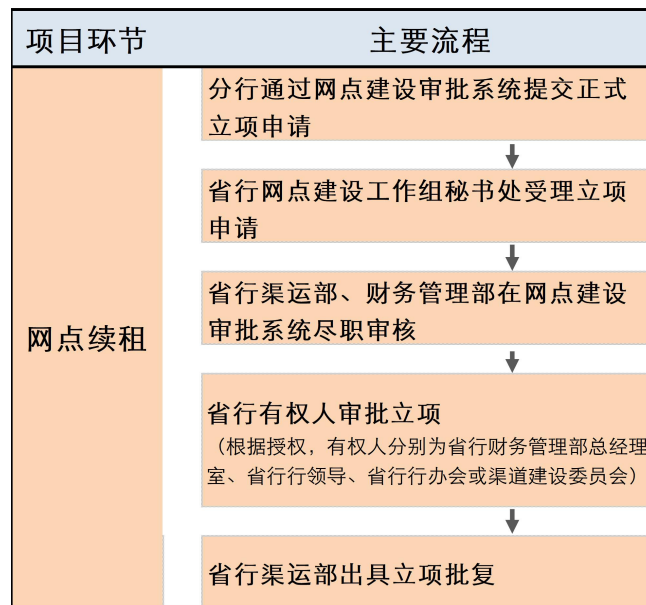 项目环节
主要流程
分行通过网点建设审批系统提交正式
立项申请
省行网点建设工作组秘书处受理立项
申请
省行渠运部、财务管理部在网点建设
审批系统尽职审核
网点续租
省行有权人审批立项
（根据授权，有权人分别为省行财务管理部总经理
室、省行行领导、省行行办会或渠道建设委员会）
省行渠运部出具立项批复